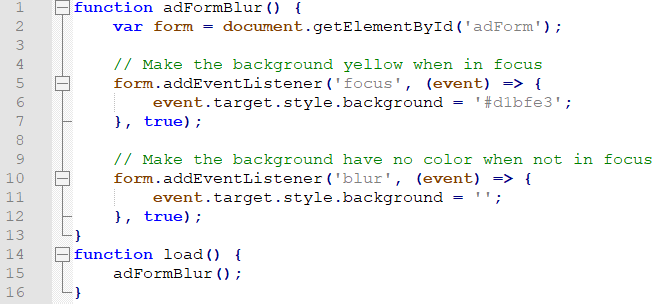 1 function adFormBlur() {
2     var form = document.getElementById('adForm');
3
4     // Make the background yellow when in focus
5     form.addEventListener('focus', (event) => {
6         event.target.style.background = '#d1bfe3';
7     }, true);
8
9     // Make the background have no color when not in focus
10     form.addEventListener('blur', (event) => {
11         event.target.style.background = '';
12     }, true);
13 }
14 function load() {
15     adFormBlur();
16 }